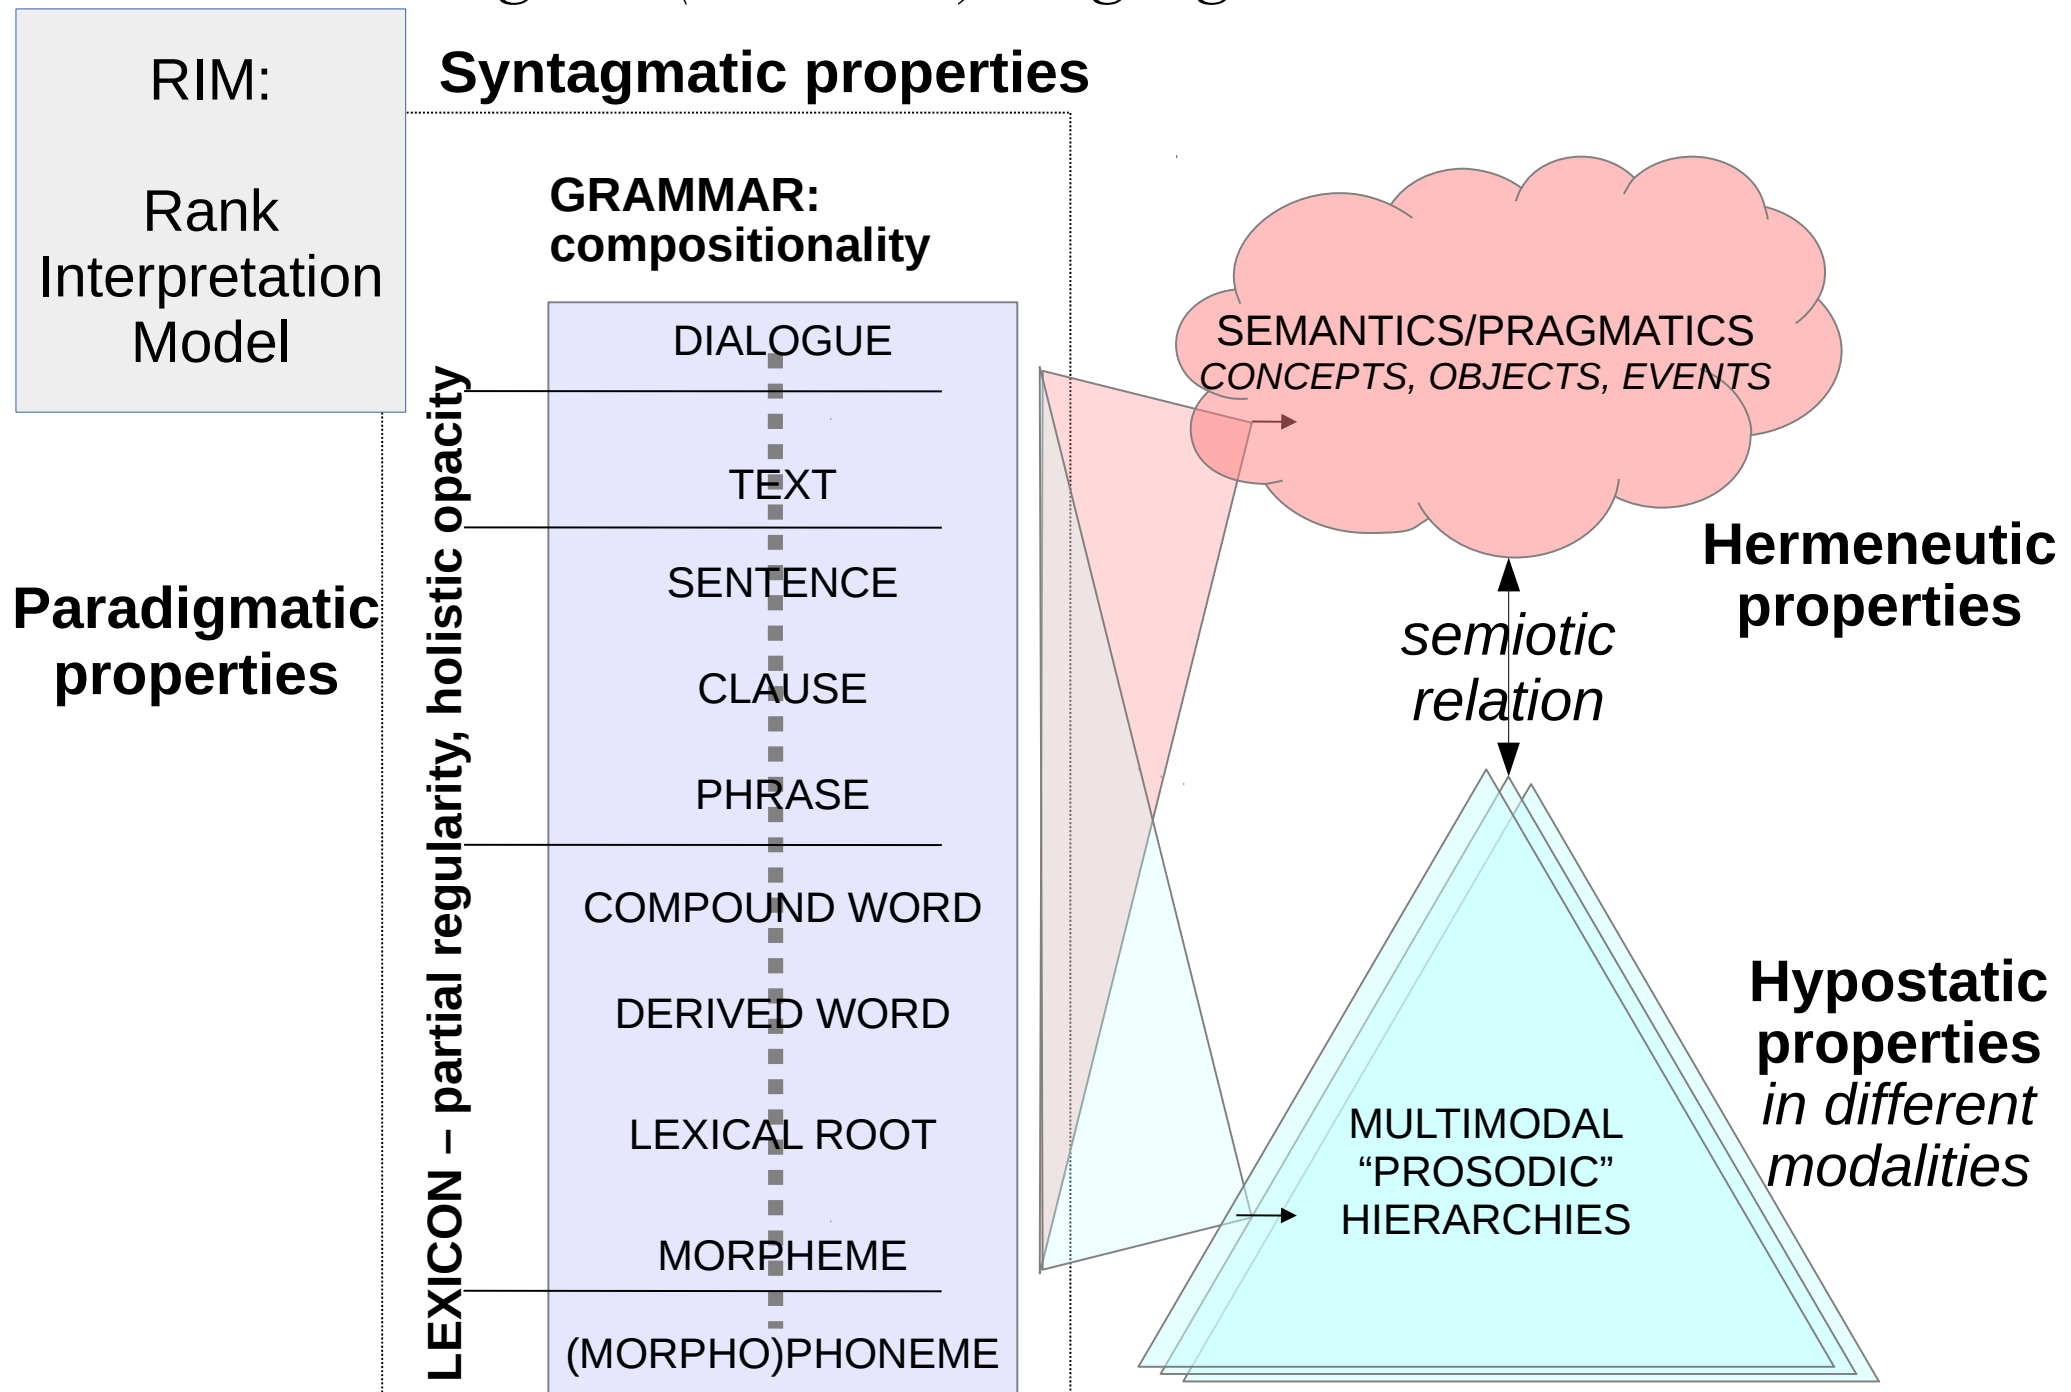 RIM:
Rank
Interpretation
Model
Syntagmatic properties
GRAMMAR:
compositionality
Paradigmatic
properties
LEXICON – partial regularity, holistic opacity
DIALOGUE
TEXT
SENTENCE
CLAUSE
PHRASE
COMPOUND WORD
DERIVED WORD
LEXICAL ROOT
MORPHEME
(MORPHO)PHONEME
SEMANTICS/PRAGMATICS
CONCEPTS, OBJECTS, EVENTS
Hermeneutic
properties
semiotic
relation
Hypostatic
properties
in different
modalities
MULTIMODAL
“PROSODIC”
HIERARCHIES